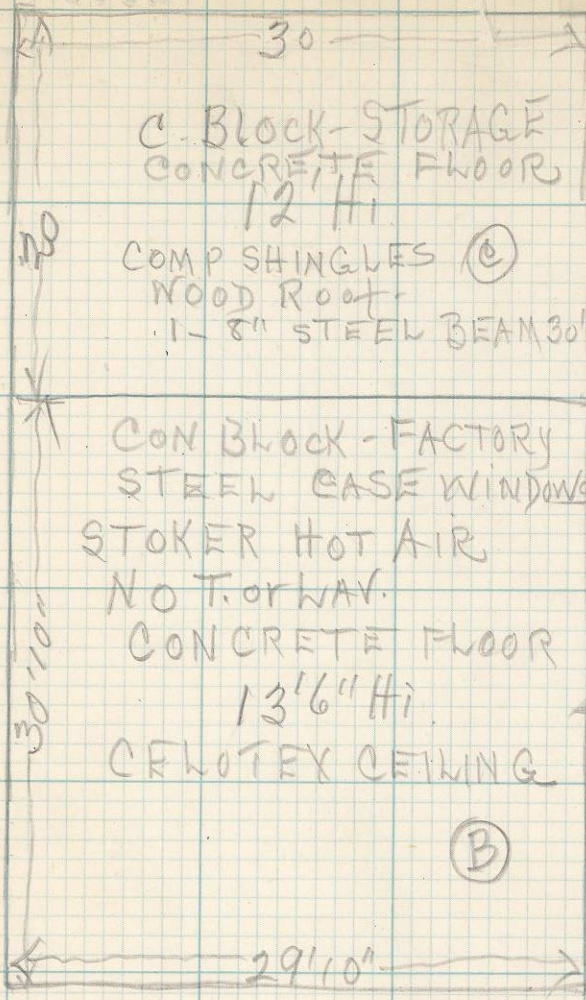 30
C-BLOCK-STORAGE
CONCRETE FLOOR
12 Hi
COMP SHINGLES C
WOOD ROOF.
1-8" STEEL BEAM 30'
CON BLOCK-FACTORY
STEEL CASE WINDOWS
STOKER HOT AIR
NO T. or LAV.
CONCRETE FLOOR
30'10"
13'6" Hi
CELOTEX CEILING
B
29'10"